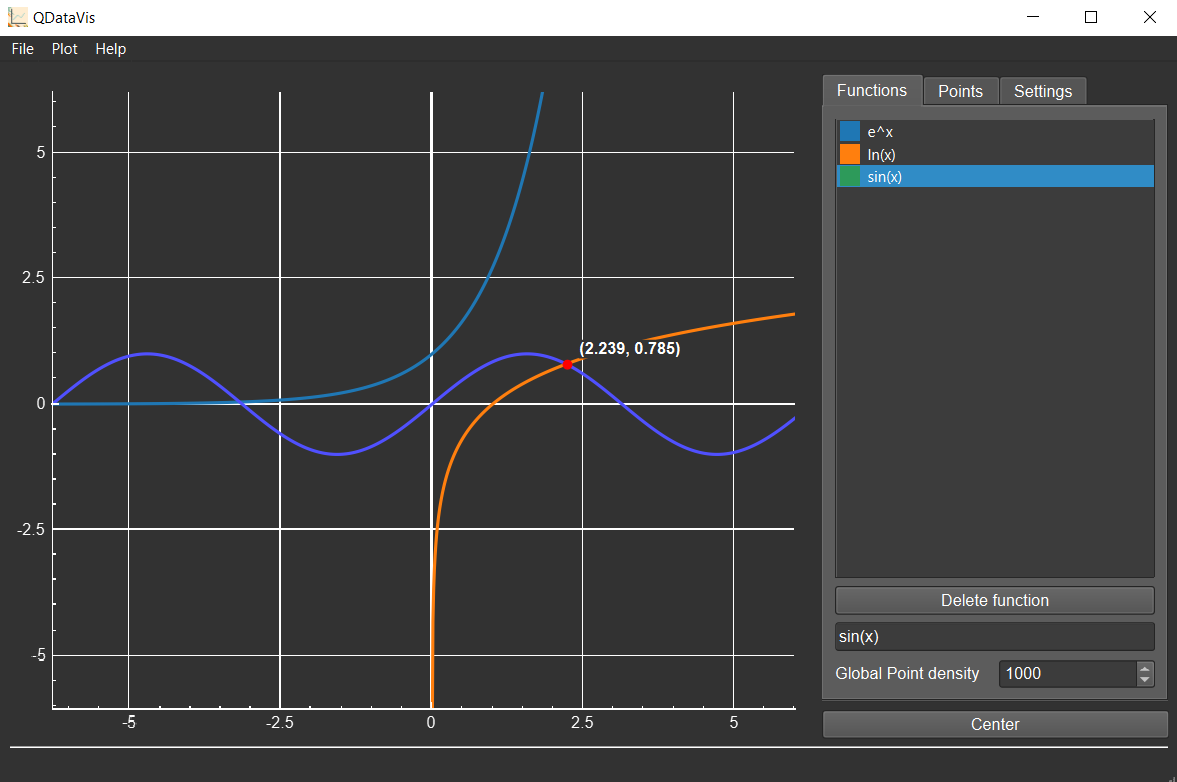 QDataVis
File Plot Help
Functions Points Settings
e^x
ln(x)
sin(x)
5
2.5
(2.239, 0.785)
0
-2.5
-5
-5 -2.5 0 2.5 5
Delete function
sin(x)
Global Point density 1000
Center